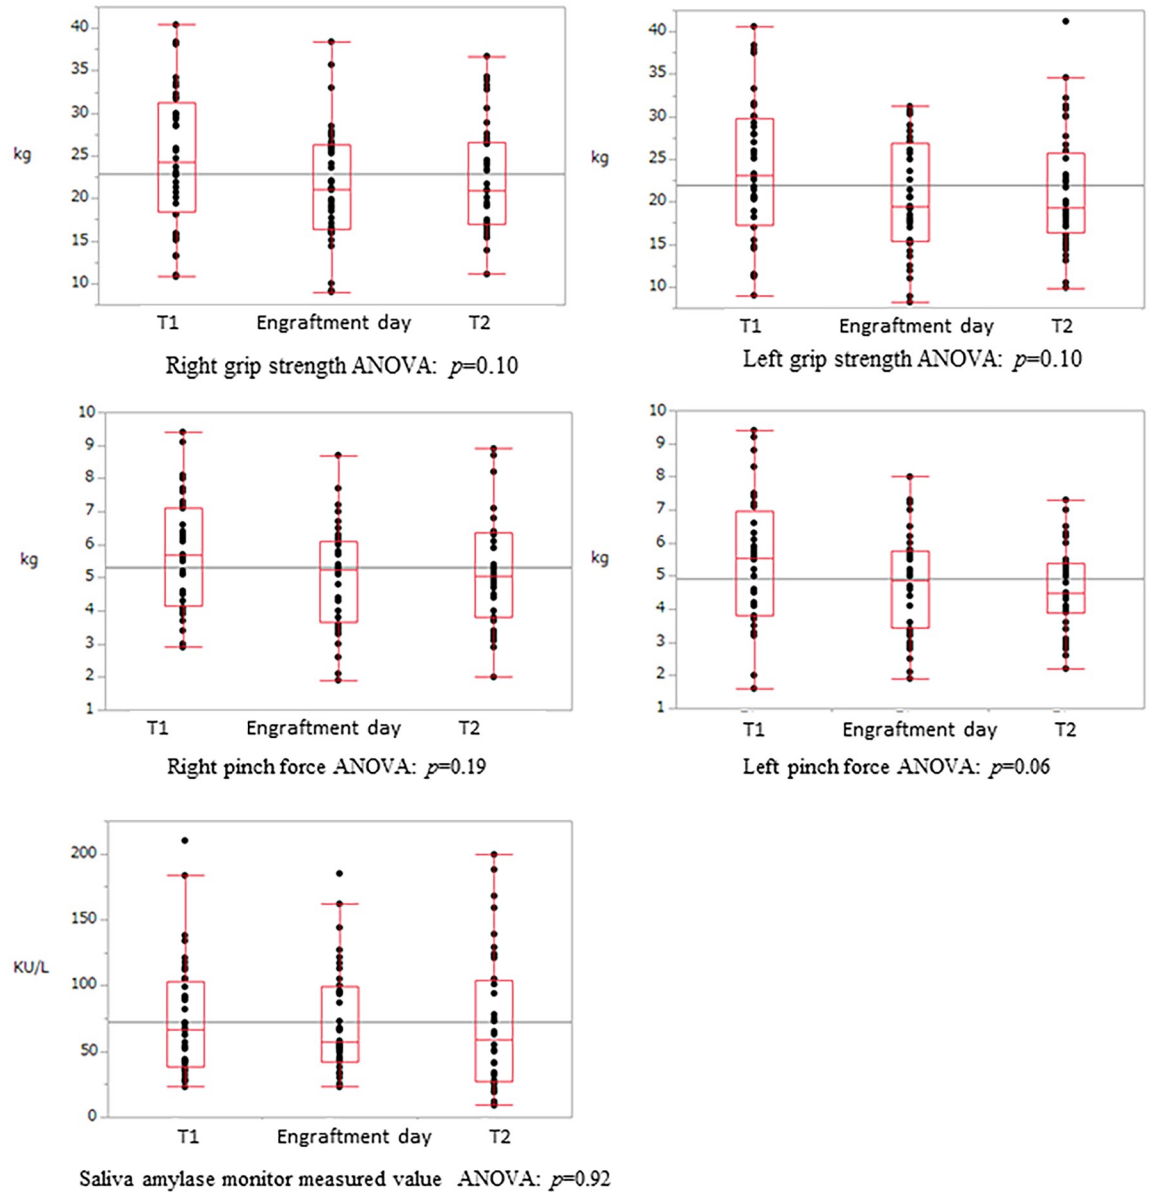 40
35
30
25
20
15
10
kg
T1 Engraftment day T2
Right grip strength ANOVA: p=0.10
40
35
30
25
20
15
10
kg
T1 Engraftment day T2
Left grip strength ANOVA: p=0.10
10
9
8
7
6
5
4
3
2
1
kg
T1 Engraftment day T2
Right pinch force ANOVA: p=0.19
10
9
8
7
6
5
4
3
2
1
kg
T1 Engraftment day T2
Left pinch force ANOVA: p=0.06
200
150
100
50
0
KU/L
T1 Engraftment day T2
Saliva amylase monitor measured value ANOVA: p=0.92